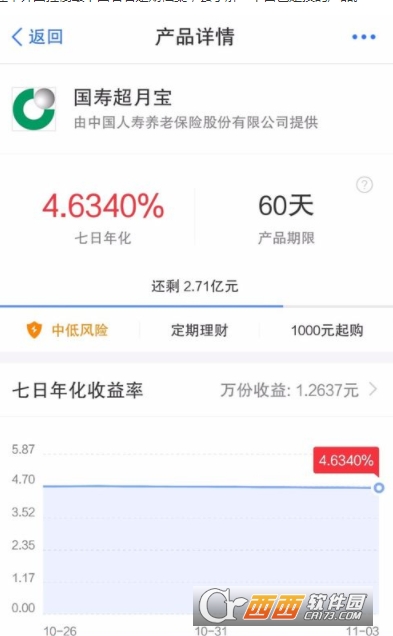 返回
产品详情
国寿超月宝
由中国人寿养老保险股份有限公司提供
4.6340%
60天
七日年化
产品期限
还剩 2.71亿元
中低风险
定期理财
1000元起购
七日年化收益率
万份收益: 1.2637元
4.6340%
5.87
4.70
3.52
2.35
1.17
0.00
10-26
10-31
11-03
西西软件园
CR173.com